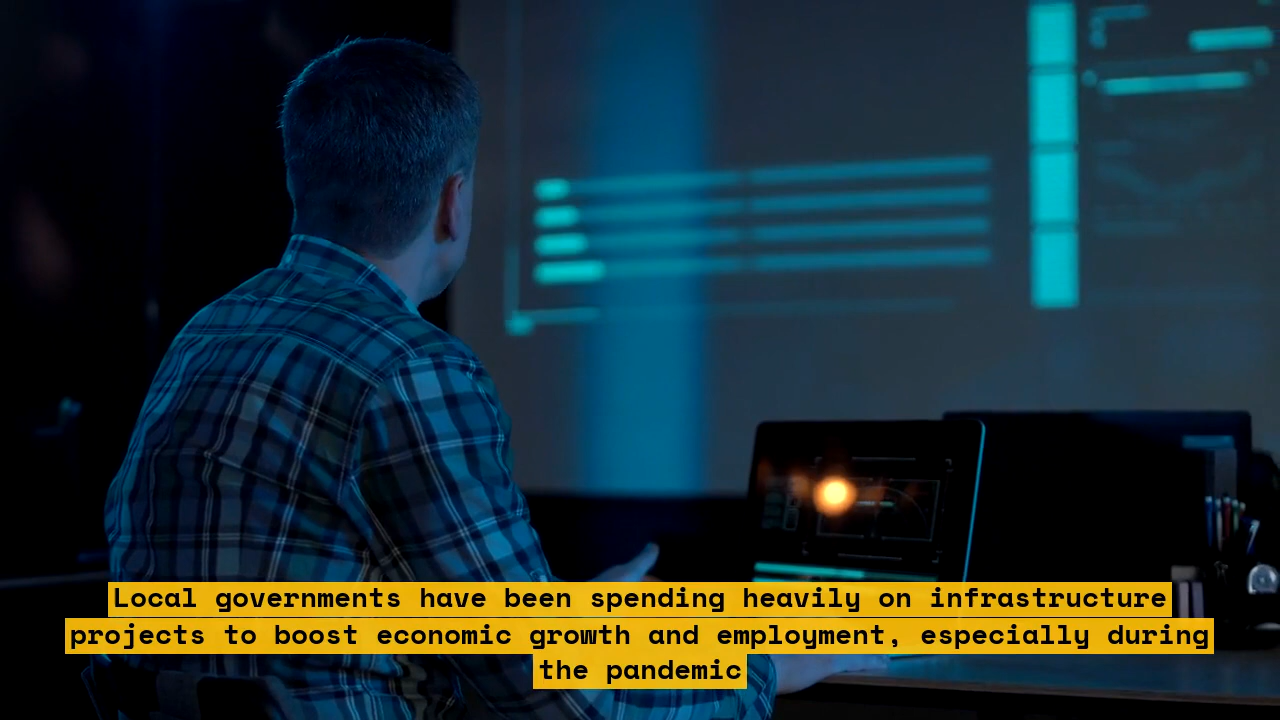 Local governments have been spending heavily on infrastructure
projects to boost economic growth and employment, especially during
the pandemic